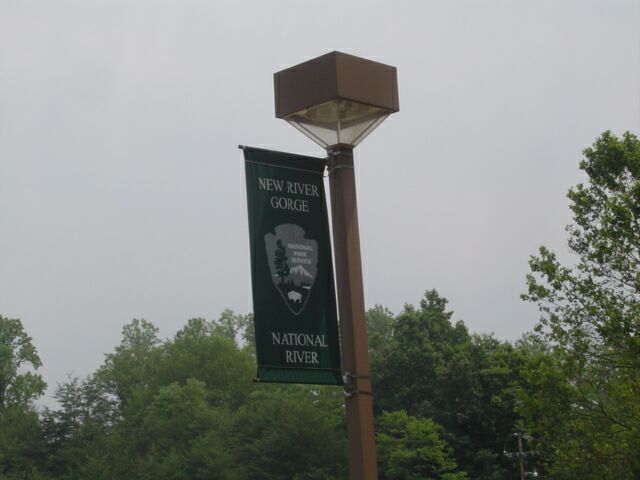 NEW RIVER
GORGE
NATIONAL
PARK
SERVICE
NATIONAL
RIVER